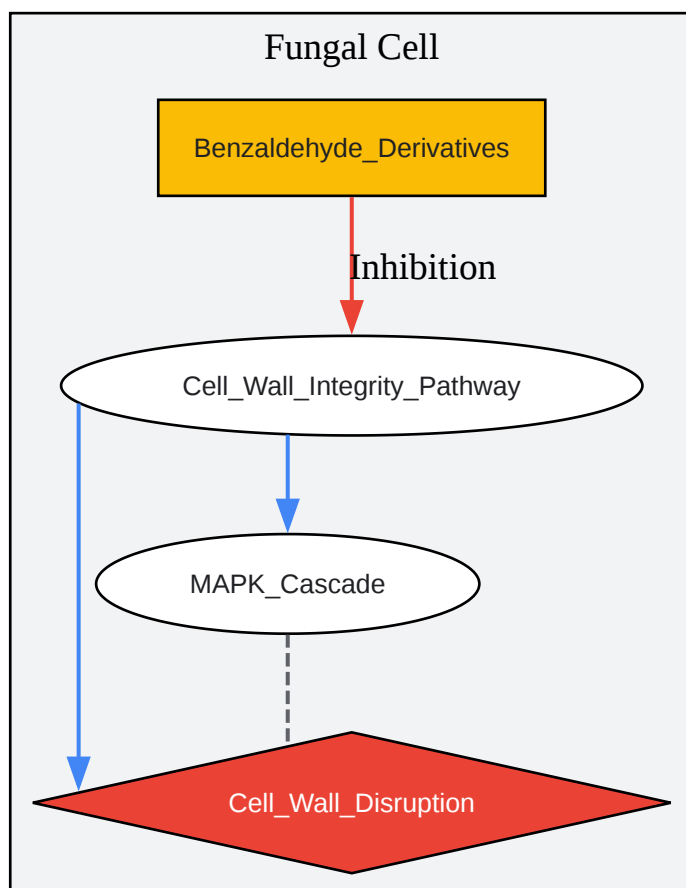 Fungal Cell
Benzaldehyde_Derivatives
Inhibition
Cell_Wall_Integrity_Pathway
MAPK_Cascade
Cell_Wall_Disruption